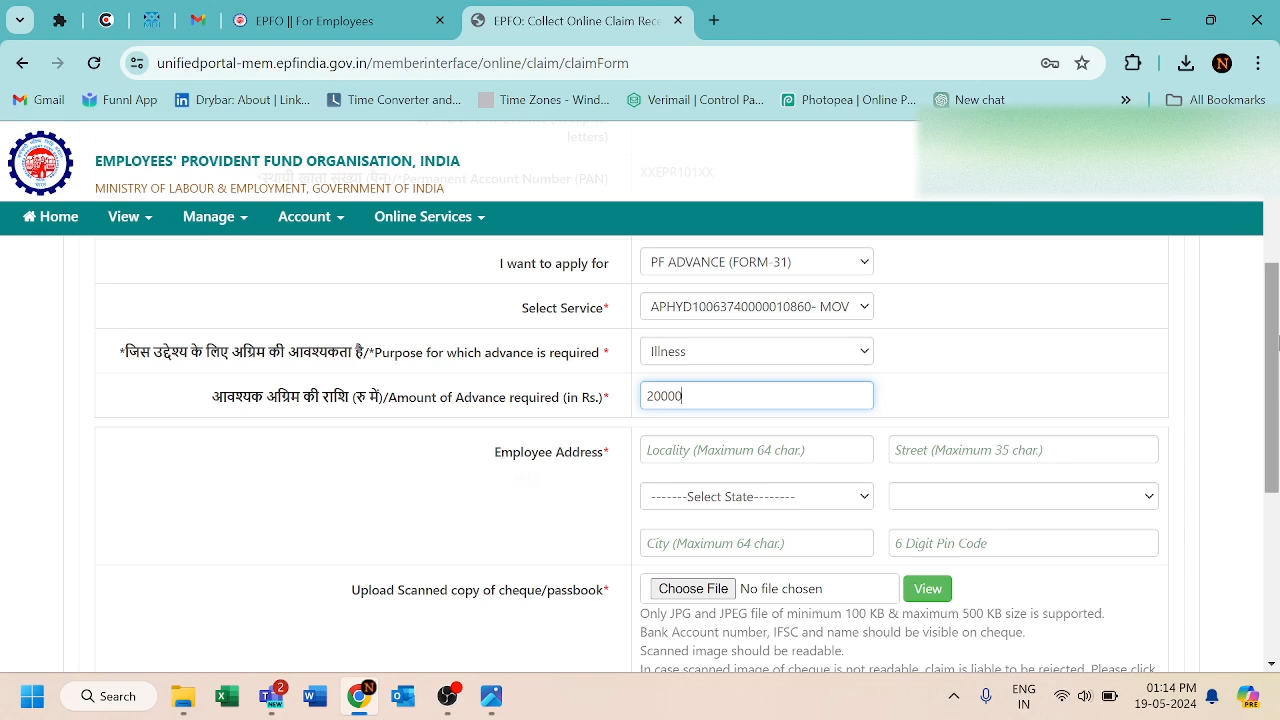 EPFO || For Employees
EPFO: Collect Online Claim Rece
unifiedportal-mem.epfindia.gov.in/memberinterface/online/claim/claimForm
Gmail
Funnl App
Drybar: About | Link...
Time Converter and...
Time Zones - Wind...
Verimail | Control Pa...
Photopea | Online P...
New chat
»
All Bookmarks
letters)
EMPLOYEES' PROVIDENT FUND ORGANISATION, INDIA
*स्थायी खाता संख्या (पैन)/*Permanent Account Number (PAN)
XXEPR101XX
MINISTRY OF LABOUR & EMPLOYMENT, GOVERNMENT OF INDIA
Home
View
Manage
Account
Online Services
I want to apply for
PF ADVANCE (FORM-31)
Select Service*
APHYD10063740000010860- MOV
*जिस उद्देश्य के लिए अग्रिम की आवश्यकता है/*Purpose for which advance is required *
Illness
आवश्यक अग्रिम की राशि (रु में)/Amount of Advance required (in Rs.)*
20000
Employee Address*
Locality (Maximum 64 char.)
Street (Maximum 35 char.)
-------Select State--------
City (Maximum 64 char.)
6 Digit Pin Code
Upload Scanned copy of cheque/passbook*
Choose File No file chosen
View
Only JPG and JPEG file of minimum 100 KB & maximum 500 KB size is supported.
Bank Account number, IFSC and name should be visible on cheque.
Scanned image should be readable.
In case scanned image of cheque is not readable, claim is liable to be rejected. Please click
Search
2
NEW
N
ENG
IN
01:14 PM
19-05-2024
PRE